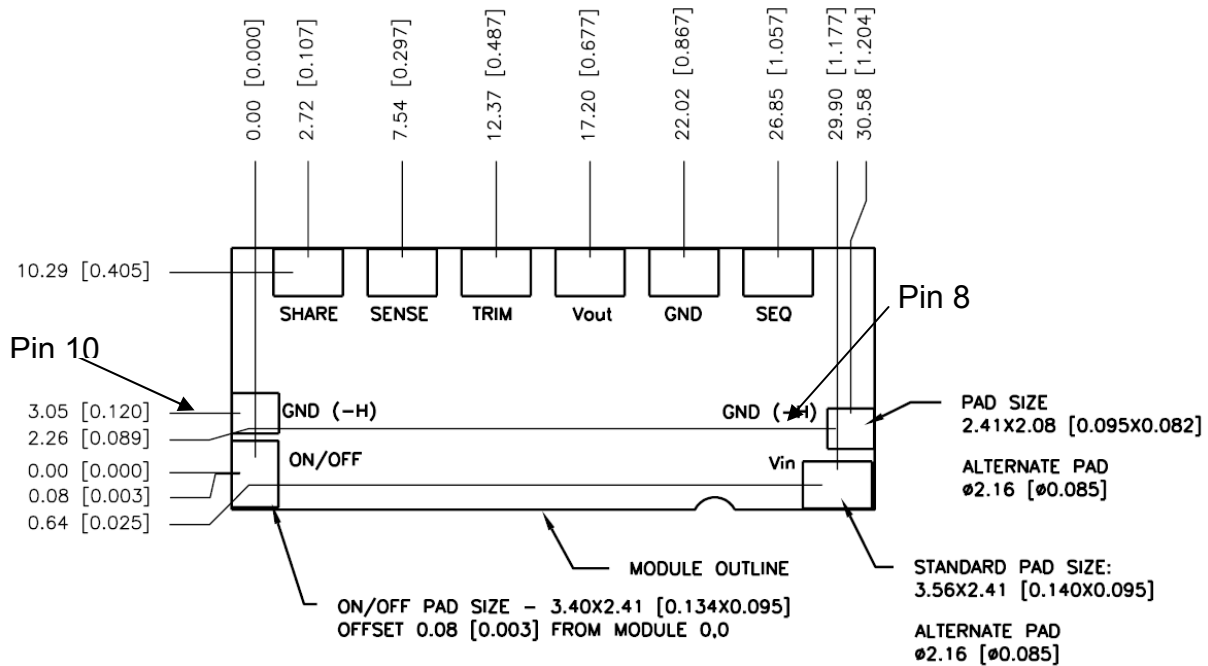 0.00 [0.000]
2.72 [0.107]
7.54 [0.297]
12.37 [0.487]
17.20 [0.677]
22.02 [0.867]
26.85 [1.057]
29.90 [1.177]
30.58 [1.204]
10.29 [0.405]
SHARE
SENSE
TRIM
Vout
GND
SEQ
Pin 8
Pin 10
3.05 [0.120]
2.26 [0.089]
0.00 [0.000]
0.08 [0.003]
0.64 [0.025]
GND (-H)
GND (-H)
ON/OFF
Vin
PAD SIZE
2.41X2.08 [0.095X0.082]
ALTERNATE PAD
ø2.16 [ø0.085]
MODULE OUTLINE
ON/OFF PAD SIZE – 3.40X2.41 [0.134X0.095]
OFFSET 0.08 [0.003] FROM MODULE 0,0
STANDARD PAD SIZE:
3.56X2.41 [0.140X0.095]
ALTERNATE PAD
ø2.16 [ø0.085]